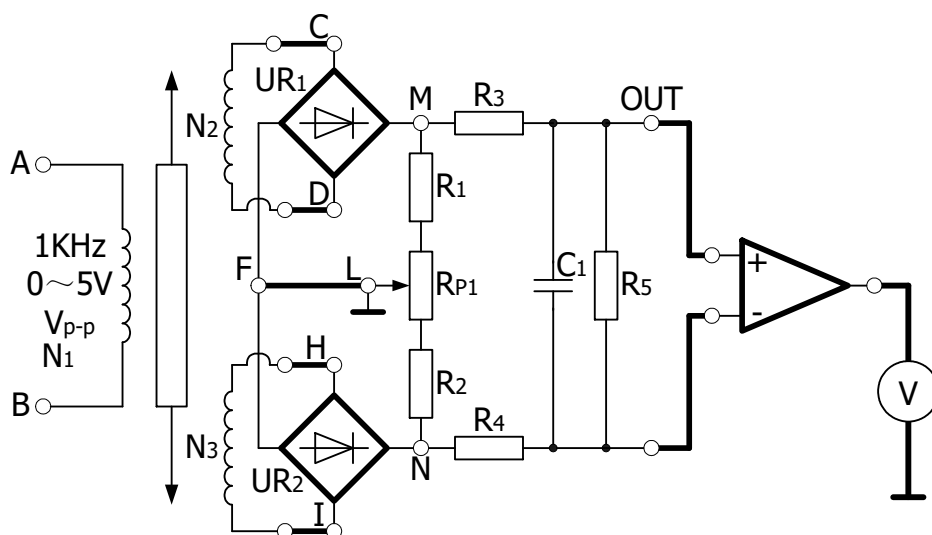 C
UR1
M
R3
OUT
N2
A
D
R1
+
1KHz
0～5V
Vp-p
N1
F
L
RP1
C1
R5
-
V
H
B
R2
N3
R4
UR2
N
I